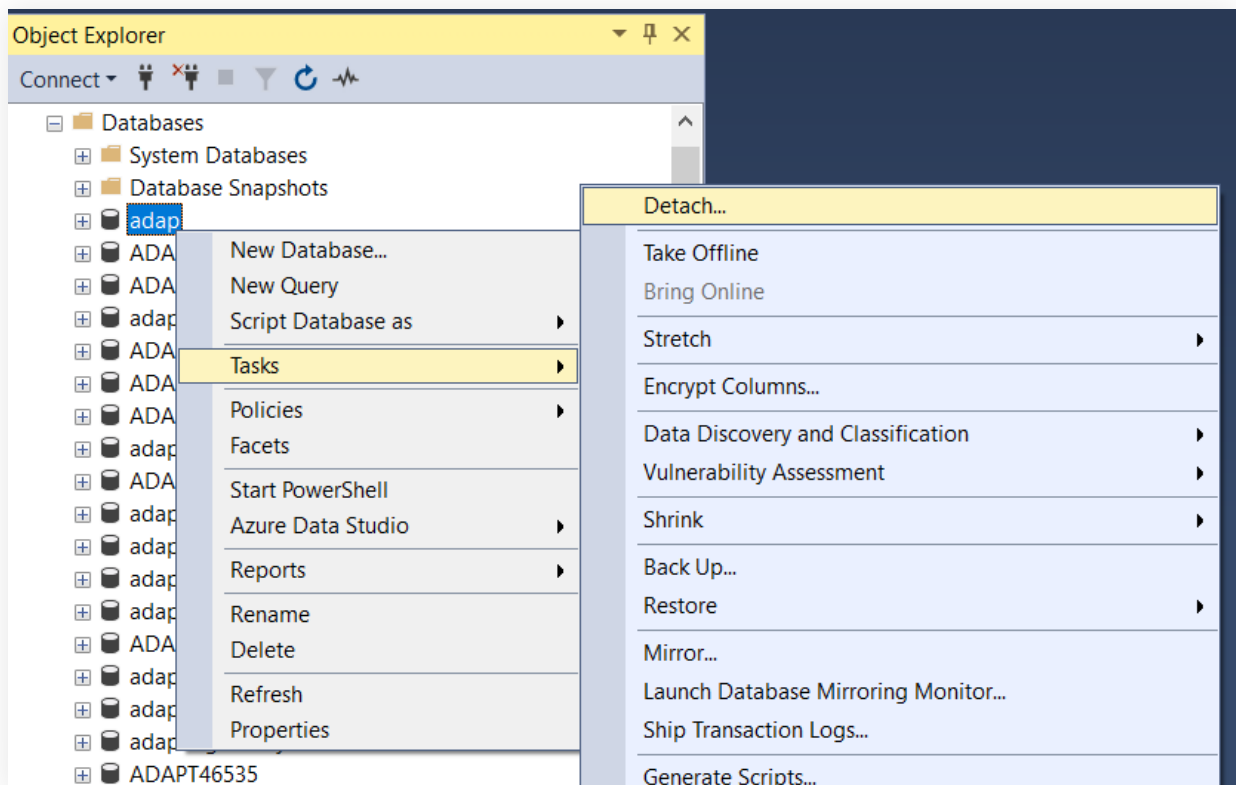 Object Explorer
Connect
Databases
System Databases
Database Snapshots
adap
ADA
ADA
adap
ADA
ADA
ADA
adap
ADA
adap
adap
adap
adap
ADA
adap
adap
adap
ADAPT46535
New Database...
New Query
Script Database as
Tasks
Policies
Facets
Start PowerShell
Azure Data Studio
Reports
Rename
Delete
Refresh
Properties
Detach...
Take Offline
Bring Online
Stretch
Encrypt Columns...
Data Discovery and Classification
Vulnerability Assessment
Shrink
Back Up...
Restore
Mirror...
Launch Database Mirroring Monitor...
Ship Transaction Logs...
Generate Scripts...